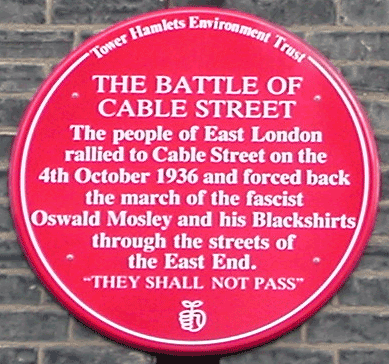 Tower Hamlets Environment Trust
THE BATTLE OF
CABLE STREET
The people of East London
rallied to Cable Street on the
4th October 1936 and forced back
the march of the fascist
Oswald Mosley and his Blackshirts
through the streets of
the East End.
"THEY SHALL NOT PASS"